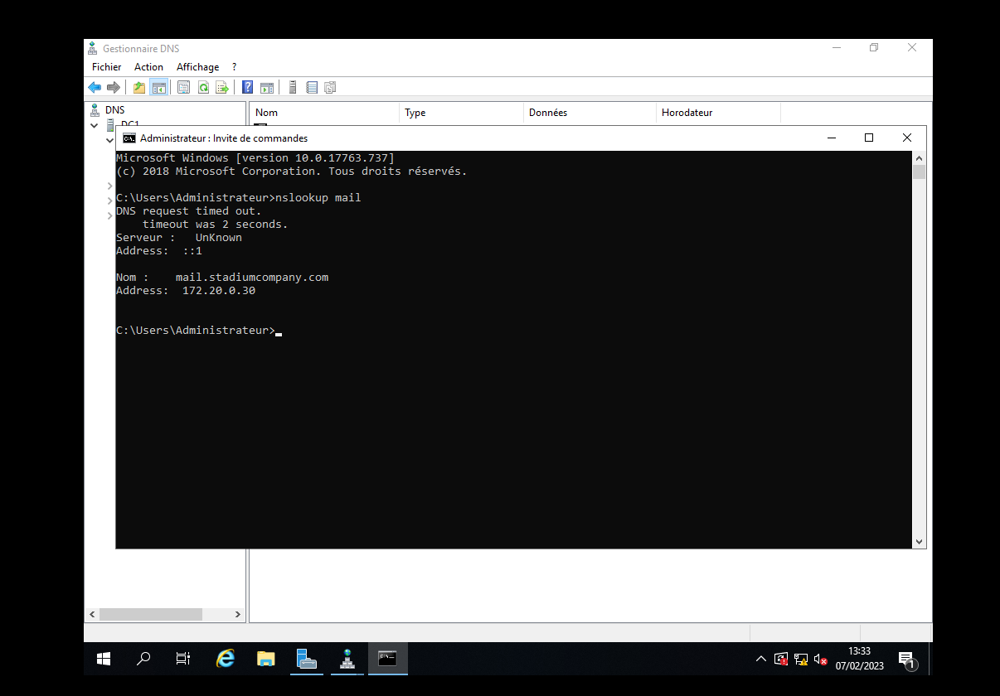 Gestionnaire DNS
Fichier Action Affichage ?
DNS
DC1
Nom Type Données Horodateur
Administrateur : Invite de commandes
Microsoft Windows [version 10.0.17763.737]
(c) 2018 Microsoft Corporation. Tous droits réservés.
C:\Users\Administrateur>nslookup mail
DNS request timed out.
timeout was 2 seconds.
Serveur : UnKnown
Address: ::1
Nom : mail.stadiumcompany.com
Address: 172.20.0.30
C:\Users\Administrateur>
13:33
07/02/2023
1